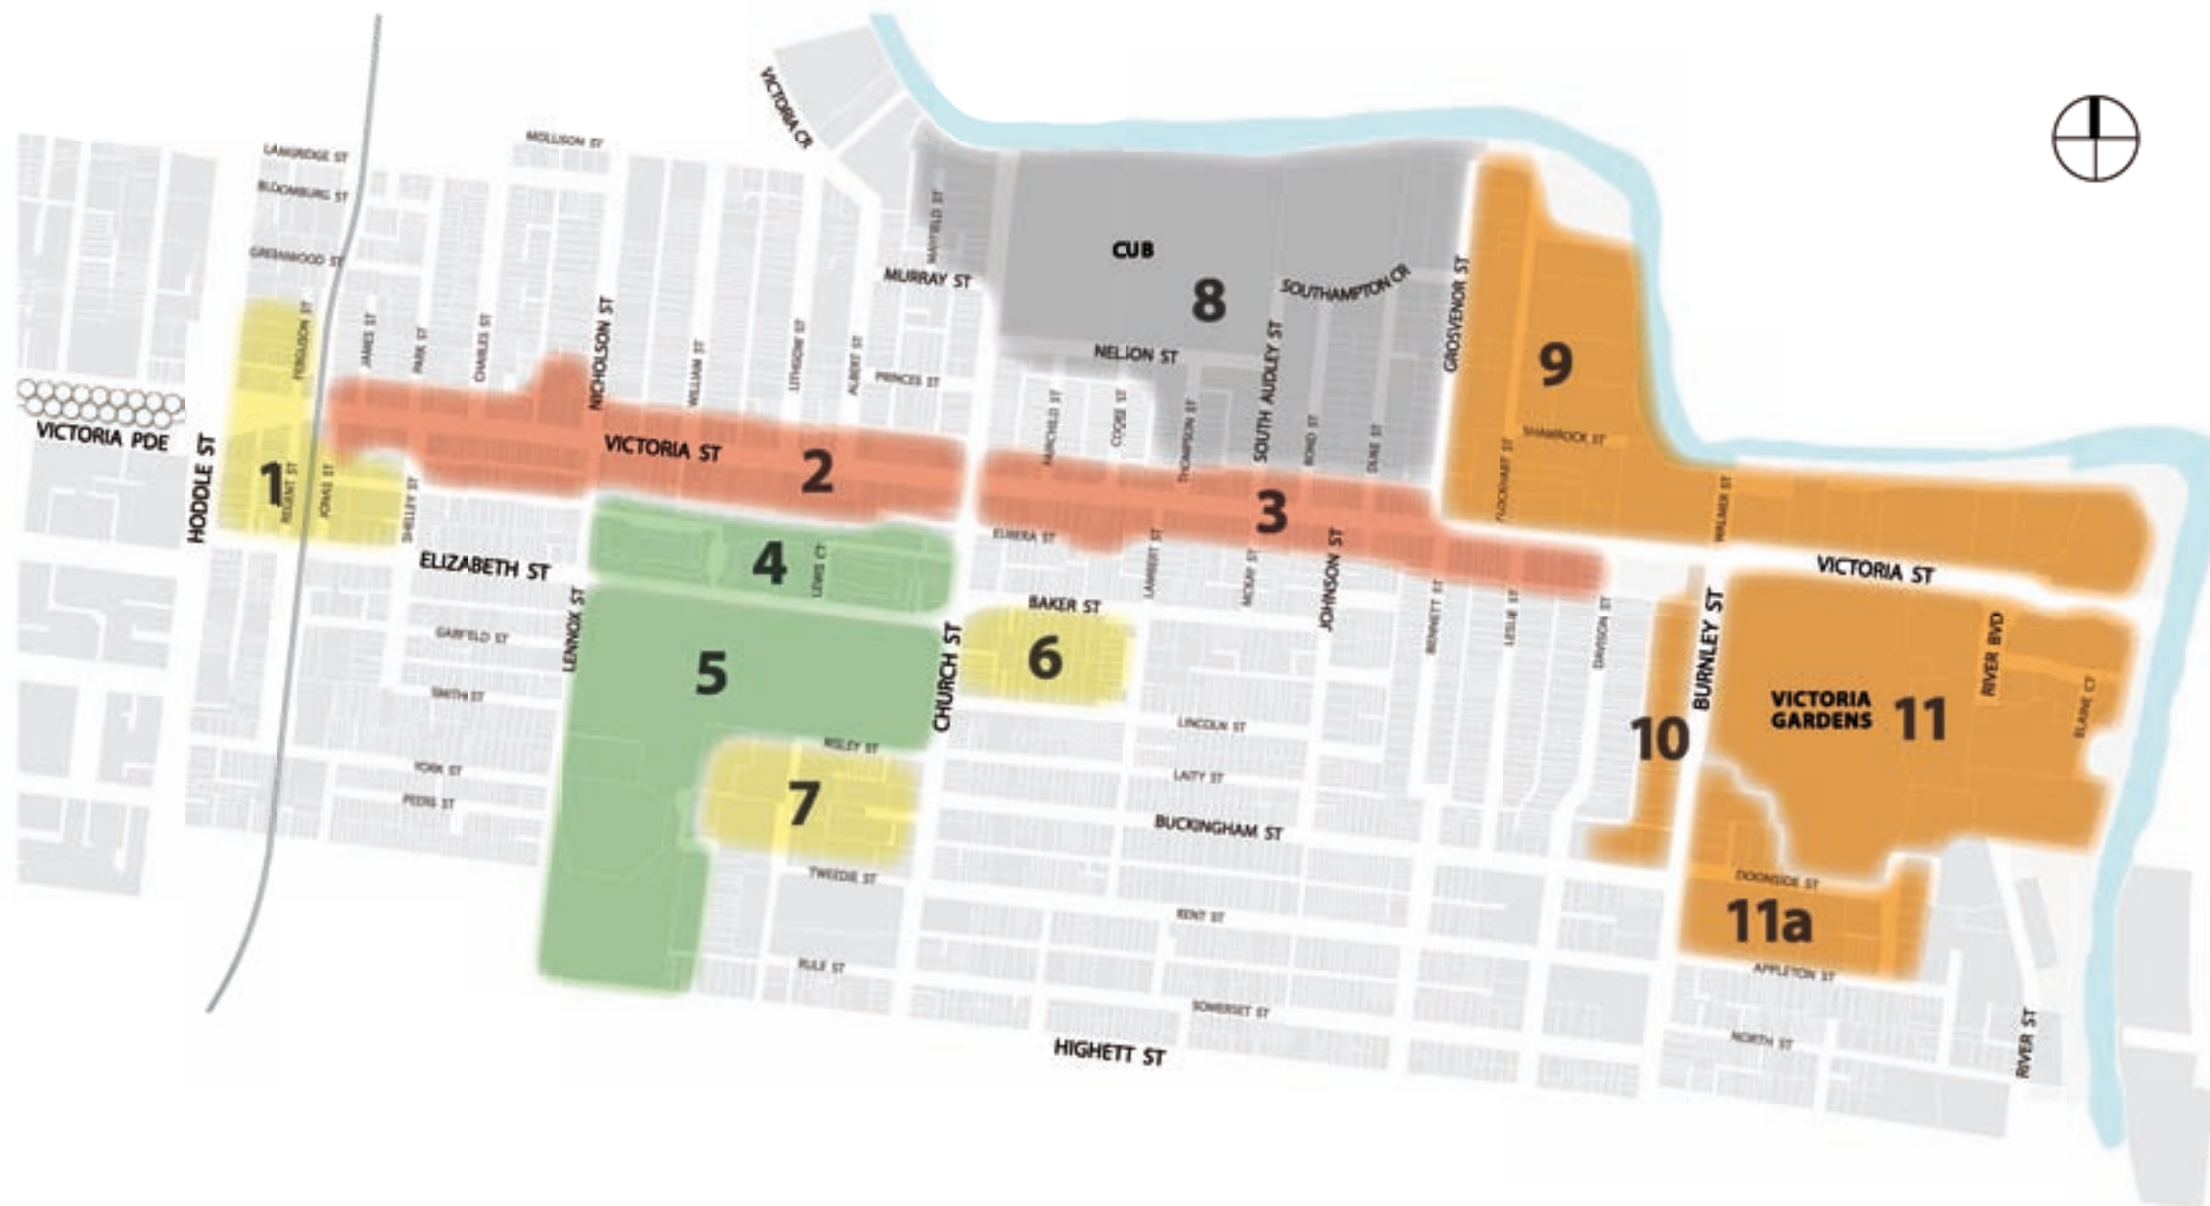 VICTORIA CR
LANGRIDGE ST
MOLLISON ST
BLOOMBURG ST
GREENWOOD ST
MAYFIELD ST
CUB
MURRAY ST
8
SOUTHAMPTON CR
GROSVENOR ST
FERGUSON ST
JAMES ST
PARK ST
CHARLES ST
NICHOLSON ST
WILLIAM ST
LITHGOW ST
ALBERT ST
PRINCES ST
NELSON ST
SOUTH AUDLEY ST
9
VICTORIA PDE
HODDLE ST
1
REGENT ST
JONAS ST
SHELLEY ST
VICTORIA ST
2
FAIRCHILD ST
COOKE ST
THOMPSON ST
BOND ST
DUKE ST
SHAMROCK ST
FLOCKHART ST
WALMER ST
3
EUREKA ST
LAMBERT ST
MCKAY ST
JOHNSON ST
ELIZABETH ST
4
LEWIS CT
VICTORIA ST
LENNOX ST
BAKER ST
BENNETT ST
LESLIE ST
DAVISON ST
BURNLEY ST
RIVER BVD
GARFIELD ST
5
CHURCH ST
6
SMITH ST
VICTORIA
GARDENS
11
BLAINE CT
10
LINCOLN ST
RISLEY ST
YORK ST
LAITY ST
PEERS ST
7
BUCKINGHAM ST
TWEEDIE ST
DOONSIDE ST
KENT ST
11a
RULE ST
APPLETON ST
SOMERSET ST
NORTH ST
RIVER ST
HIGHETT ST